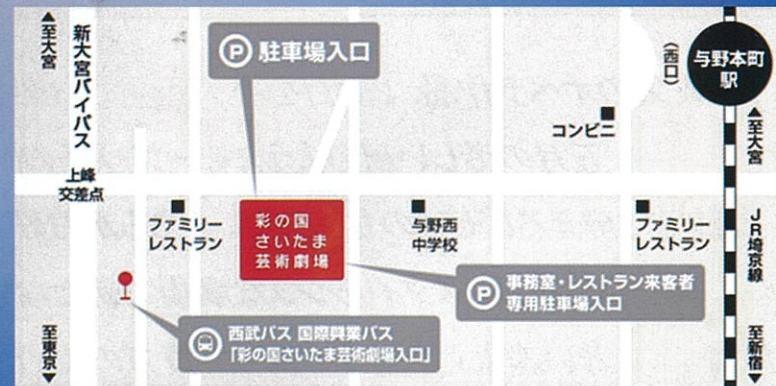 ▲至大宮
新大宮バイパス
Ⓟ 駐車場入口
(西口)
与野本町
駅
コンビニ
▲至大宮
上峰
交差点
ファミリー
レストラン
彩の国
さいたま
芸術劇場
与野西
中学校
ファミリー
レストラン
JR埼京線
Ⓟ 事務室・レストラン来客者
専用駐車場入口
西武バス 国際興業バス
「彩の国さいたま芸術劇場入口」
至東京▼
至新宿▼